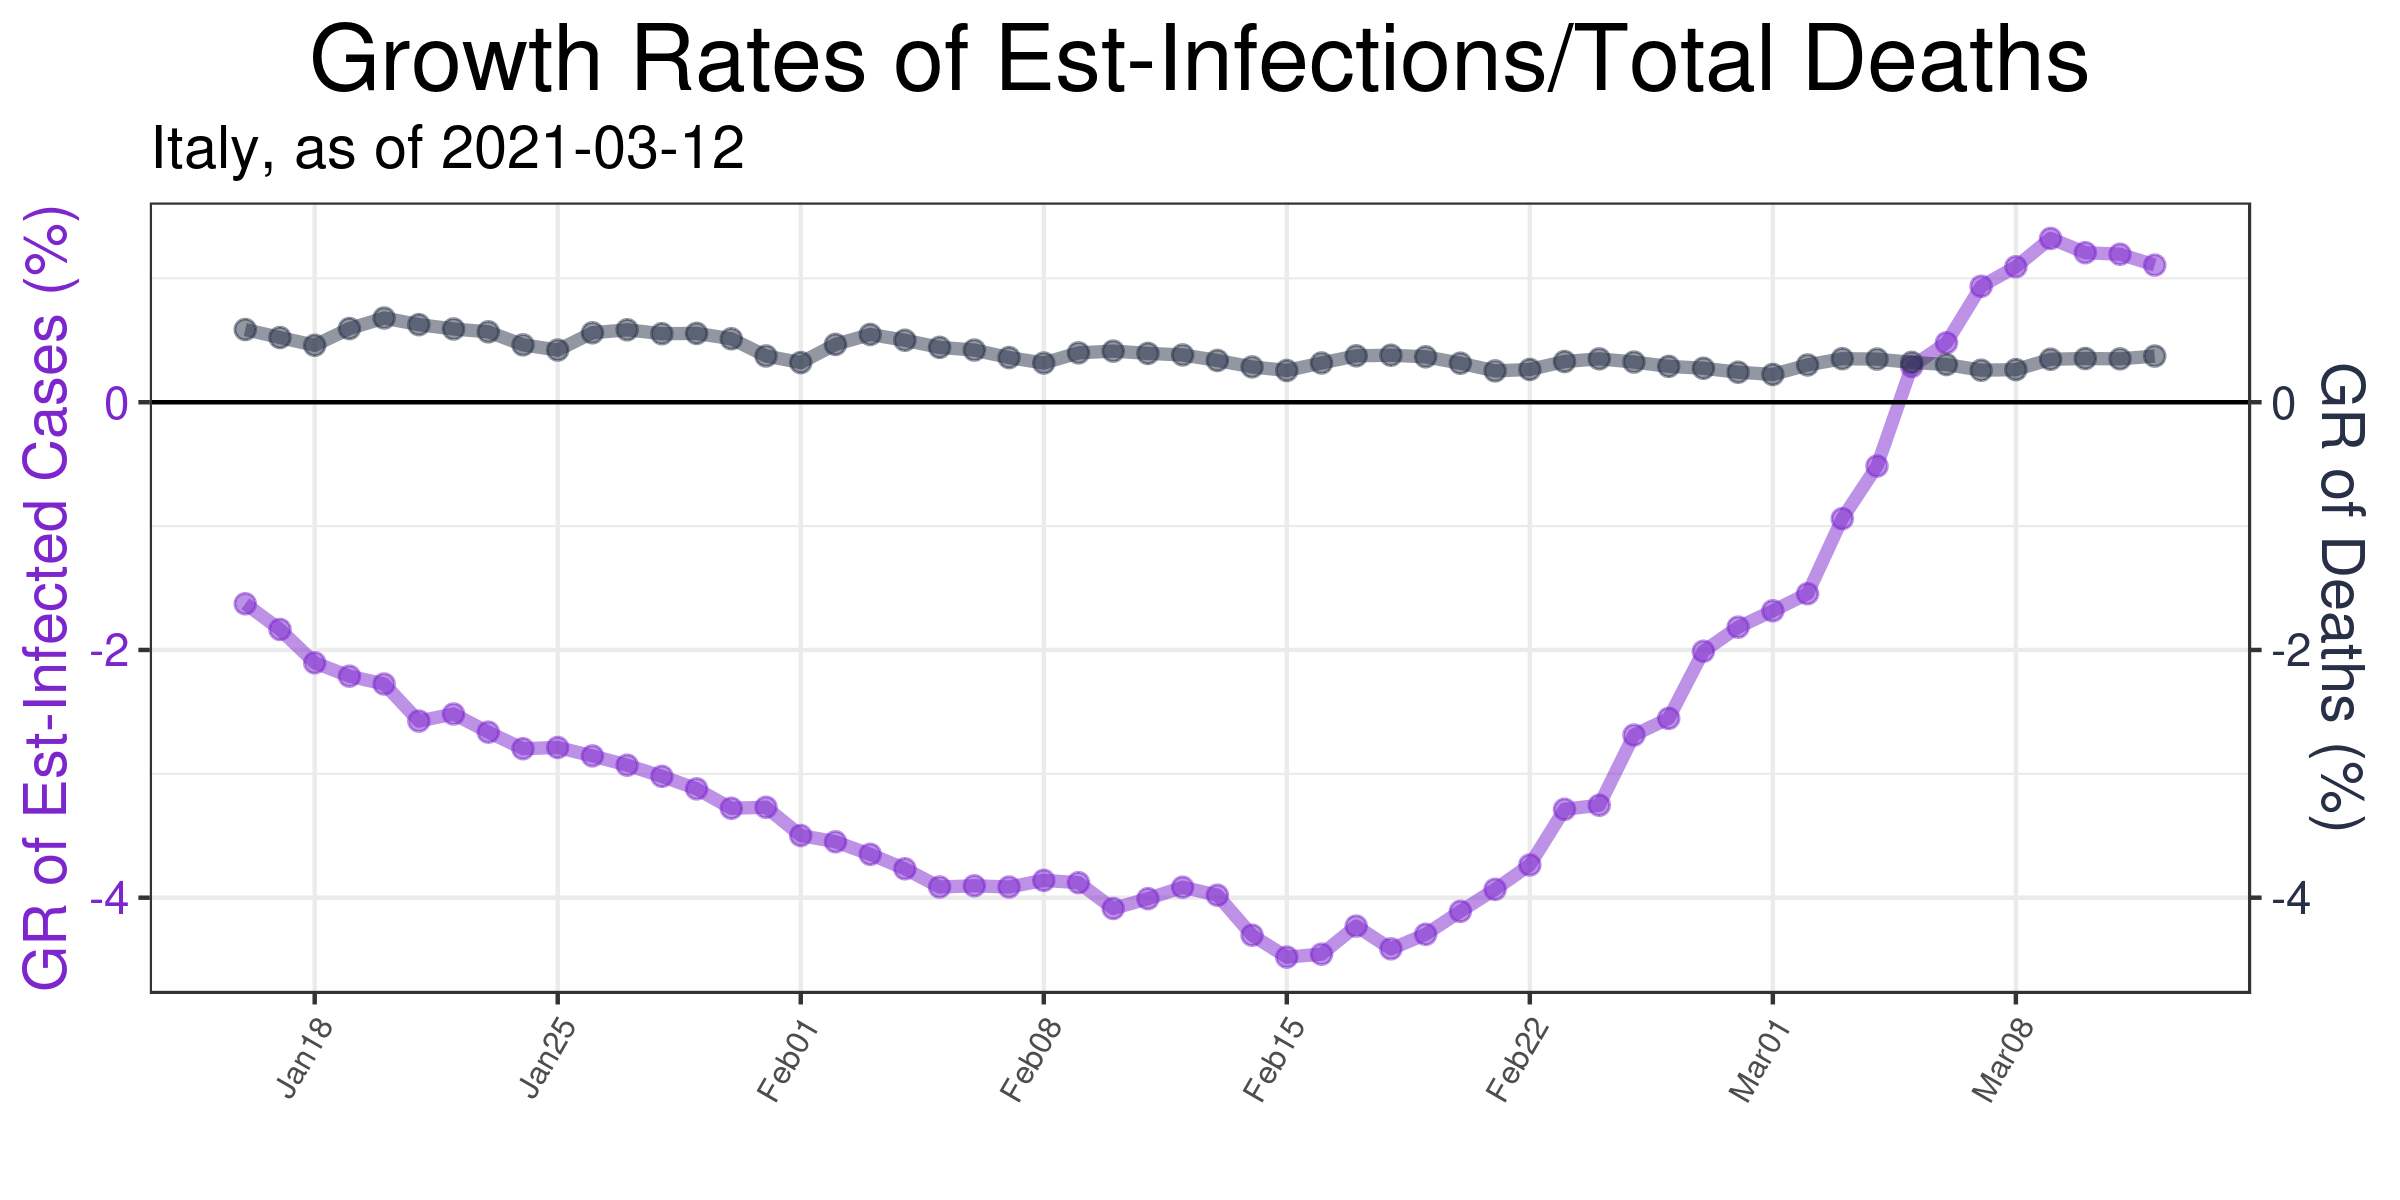 Growth Rates of Est-Infections/Total Deaths
Italy, as of 2021-03-12
GR of Est-Infected Cases (%)
0
-2
-4
0
-2
-4
GR of Deaths (%)
Jan18
Jan25
Feb01
Feb08
Feb15
Feb22
Mar01
Mar08